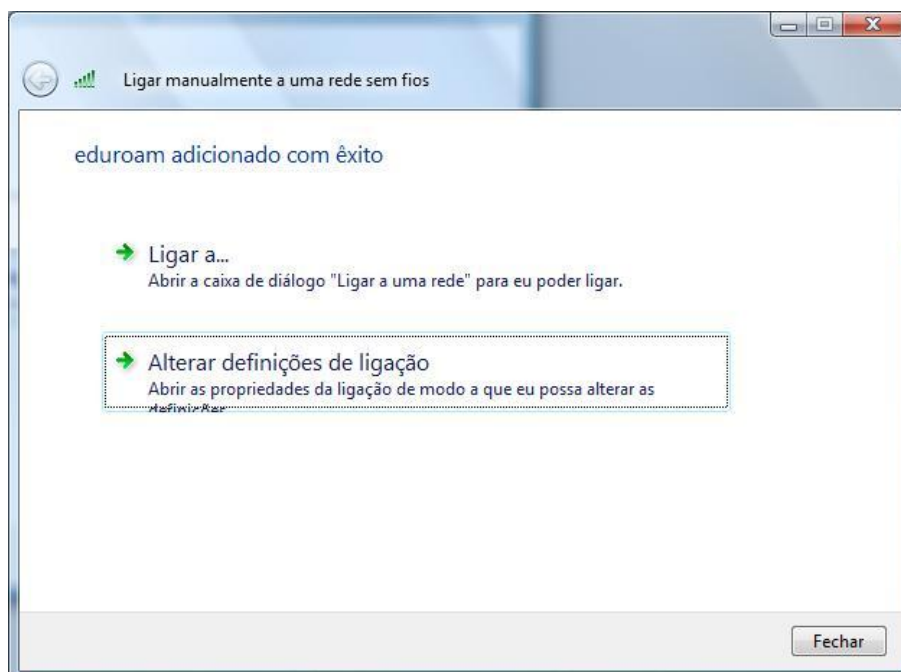 Ligar manualmente a uma rede sem fios
eduroam adicionado com êxito
Ligar a...
Abrir a caixa de diálogo "Ligar a uma rede" para eu poder ligar.
Alterar definições de ligação
Abrir as propriedades da ligação de modo a que eu possa alterar as
definições.
Fechar